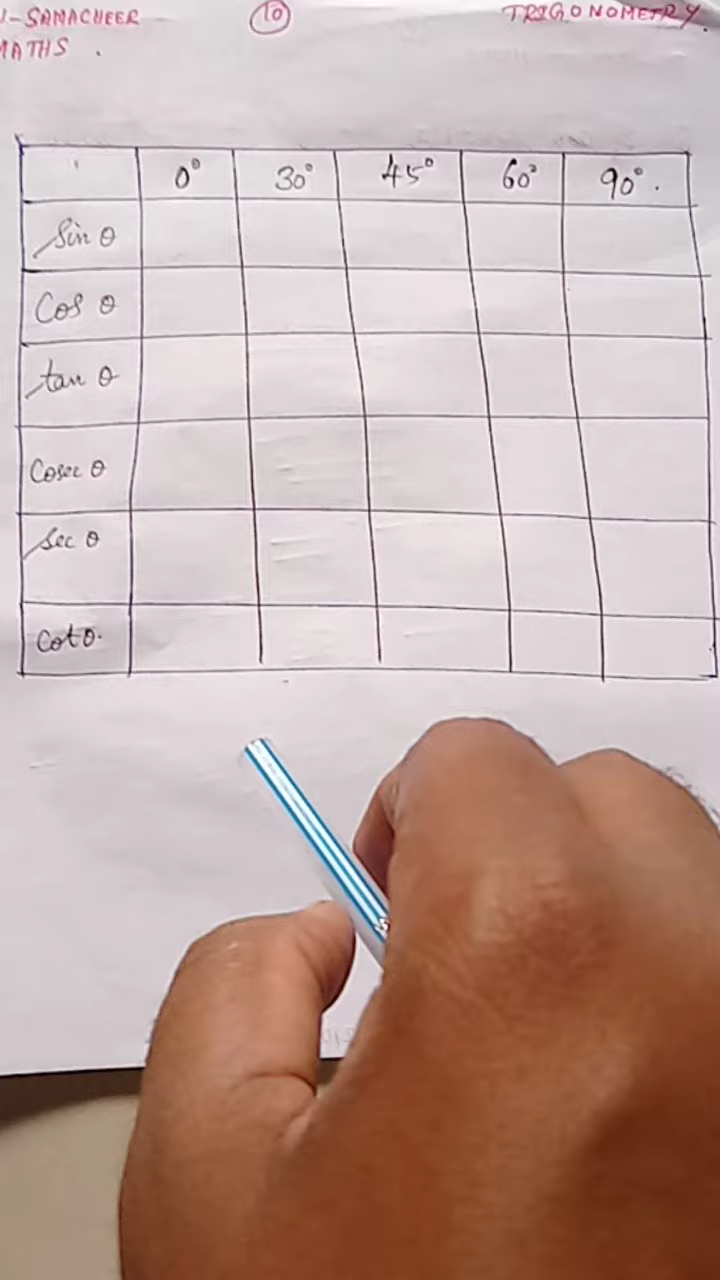 SAMACHEER 10 TRIGONOMETRY.
MATHS .
0° 30° 45° 60° 90° .
Sin θ
Cos θ
tan θ
Cosec θ
Sec θ
Cot θ.